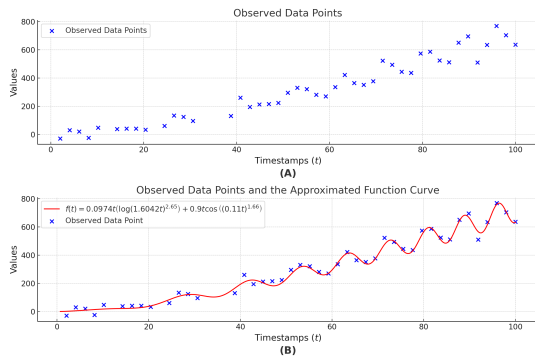 Observed Data Points
800
600
400
200
0
Values
Observed Data Points
0 20 40 60 80 100
Timestamps (t)
(A)
Observed Data Points and the Approximated Function Curve
800
600
400
200
0
Values
f(t) = 0.0974t(log(1.6042t)^{2.65}) + 0.9t cos((0.11t)^{1.66})
Observed Data Point
0 20 40 60 80 100
Timestamps (t)
(B)